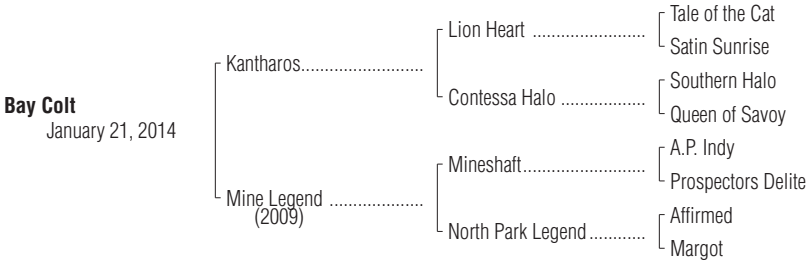 Tale of the Cat
Lion Heart ........................
Satin Sunrise
Kantharos..........................
Southern Halo
Contessa Halo ..................
Queen of Savoy
Bay Colt
January 21, 2014
A.P. Indy
Mineshaft..........................
Prospectors Delite
Mine Legend ....................
(2009)
Affirmed
North Park Legend............
Margot